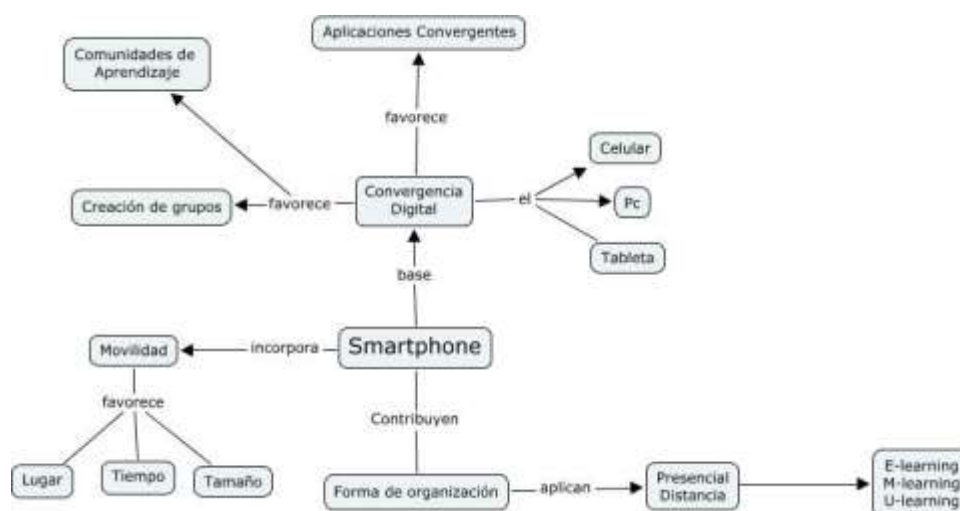 Aplicaciones Convergentes
Comunidades de
Aprendizaje
favorece
Celular
Creación de grupos
favorece
Convergencia
Digital
el
Pc
Tableta
base
Movilidad
incorpora
Smartphone
favorece
Contribuyen
Lugar
Tiempo
Tamaño
Forma de organización
aplican
Presencial
Distancia
E-learning
M-learning
U-learning